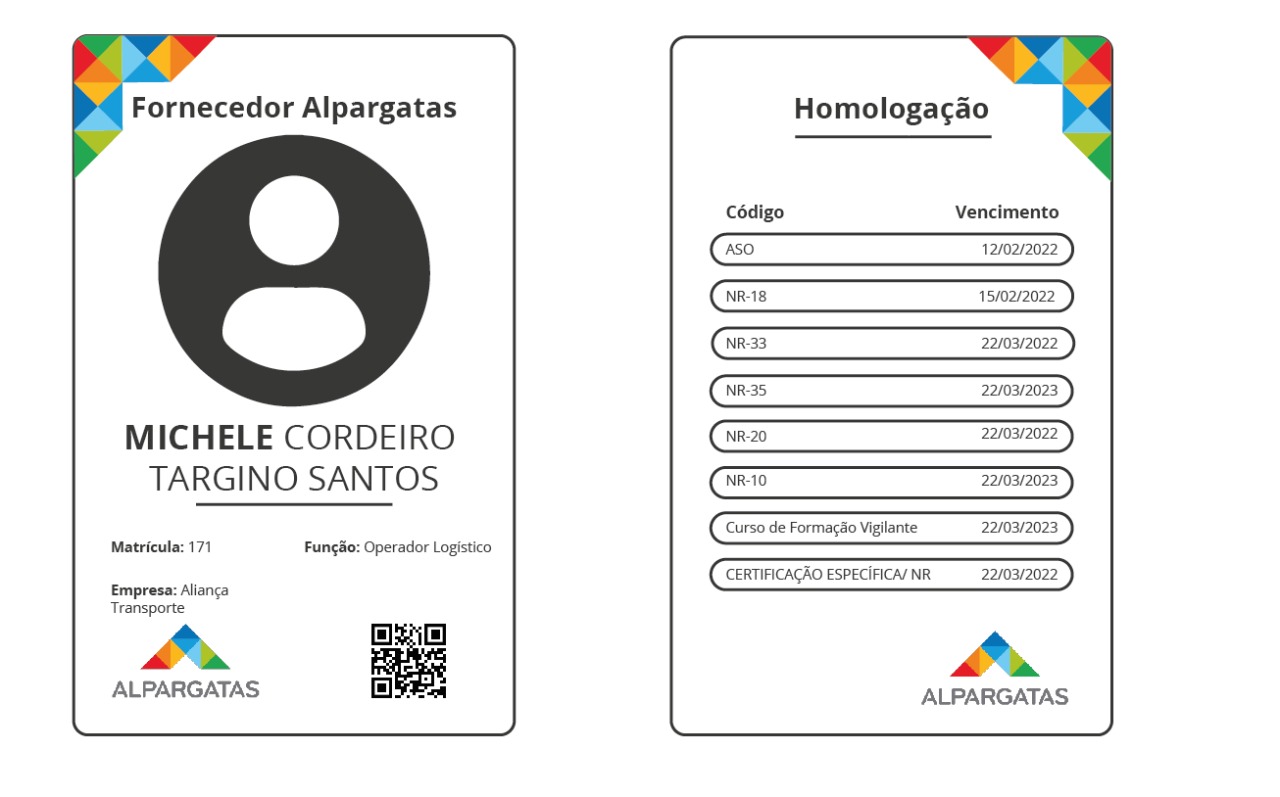 Fornecedor Alpargatas
MICHELE CORDEIRO
TARGINO SANTOS
Matrícula: 171
Função: Operador Logístico
Empresa: Aliança
Transporte
ALPARGATAS
Homologação
Código Vencimento
ASO 12/02/2022
NR-18 15/02/2022
NR-33 22/03/2022
NR-35 22/03/2023
NR-20 22/03/2022
NR-10 22/03/2023
Curso de Formação Vigilante 22/03/2023
CERTIFICAÇÃO ESPECÍFICA/ NR 22/03/2022
ALPARGATAS